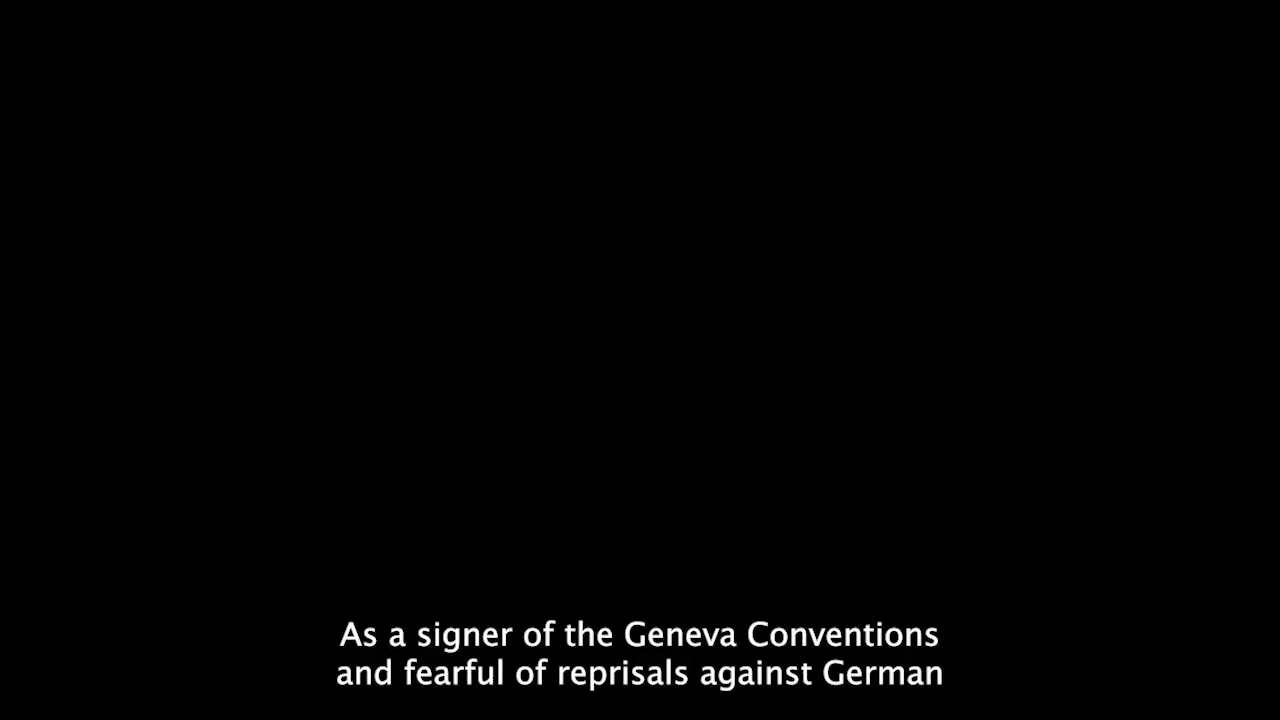 As a signer of the Geneva Conventions
and fearful of reprisals against German